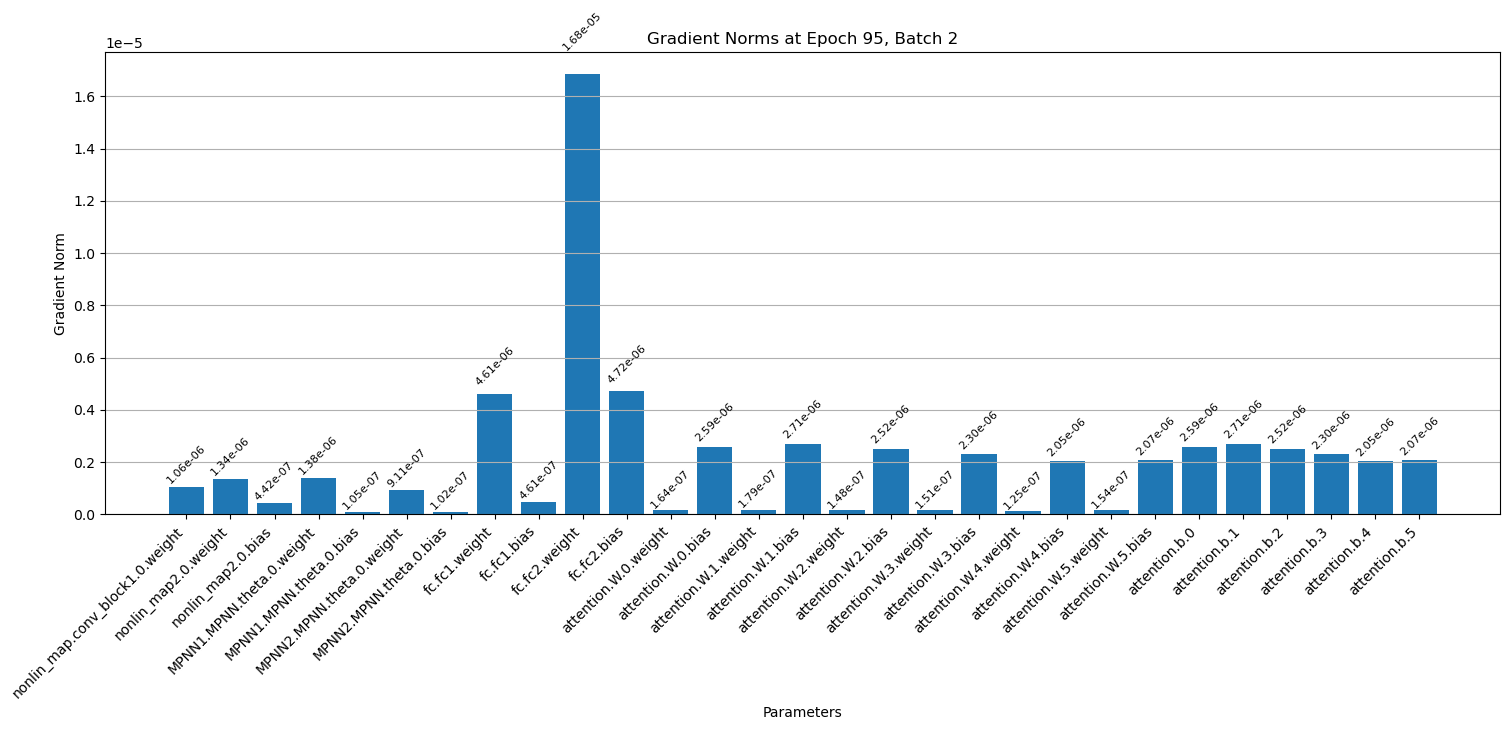 Gradient Norms at Epoch 95, Batch 2
1e−5
1.6
1.4
1.2
1.0
0.8
0.6
0.4
0.2
0.0
Gradient Norm
1.06e-06
1.34e-06
4.42e-07
1.38e-06
1.05e-07
9.11e-07
1.02e-07
4.61e-06
4.61e-07
1.68e-05
4.72e-06
1.64e-07
2.59e-06
1.79e-07
2.71e-06
1.48e-07
2.52e-06
1.51e-07
2.30e-06
1.25e-07
2.05e-06
1.54e-07
2.07e-06
2.59e-06
2.71e-06
2.52e-06
2.30e-06
2.05e-06
2.07e-06
nonlin_map.conv_block1.0.weight
nonlin_map2.0.weight
nonlin_map2.0.bias
MPNN1.MPNN.theta.0.weight
MPNN1.MPNN.theta.0.bias
MPNN2.MPNN.theta.0.weight
MPNN2.MPNN.theta.0.bias
fc.fc1.weight
fc.fc1.bias
fc.fc2.weight
fc.fc2.bias
attention.W.0.weight
attention.W.0.bias
attention.W.1.weight
attention.W.1.bias
attention.W.2.weight
attention.W.2.bias
attention.W.3.weight
attention.W.3.bias
attention.W.4.weight
attention.W.4.bias
attention.W.5.weight
attention.W.5.bias
attention.b.0
attention.b.1
attention.b.2
attention.b.3
attention.b.4
attention.b.5
Parameters